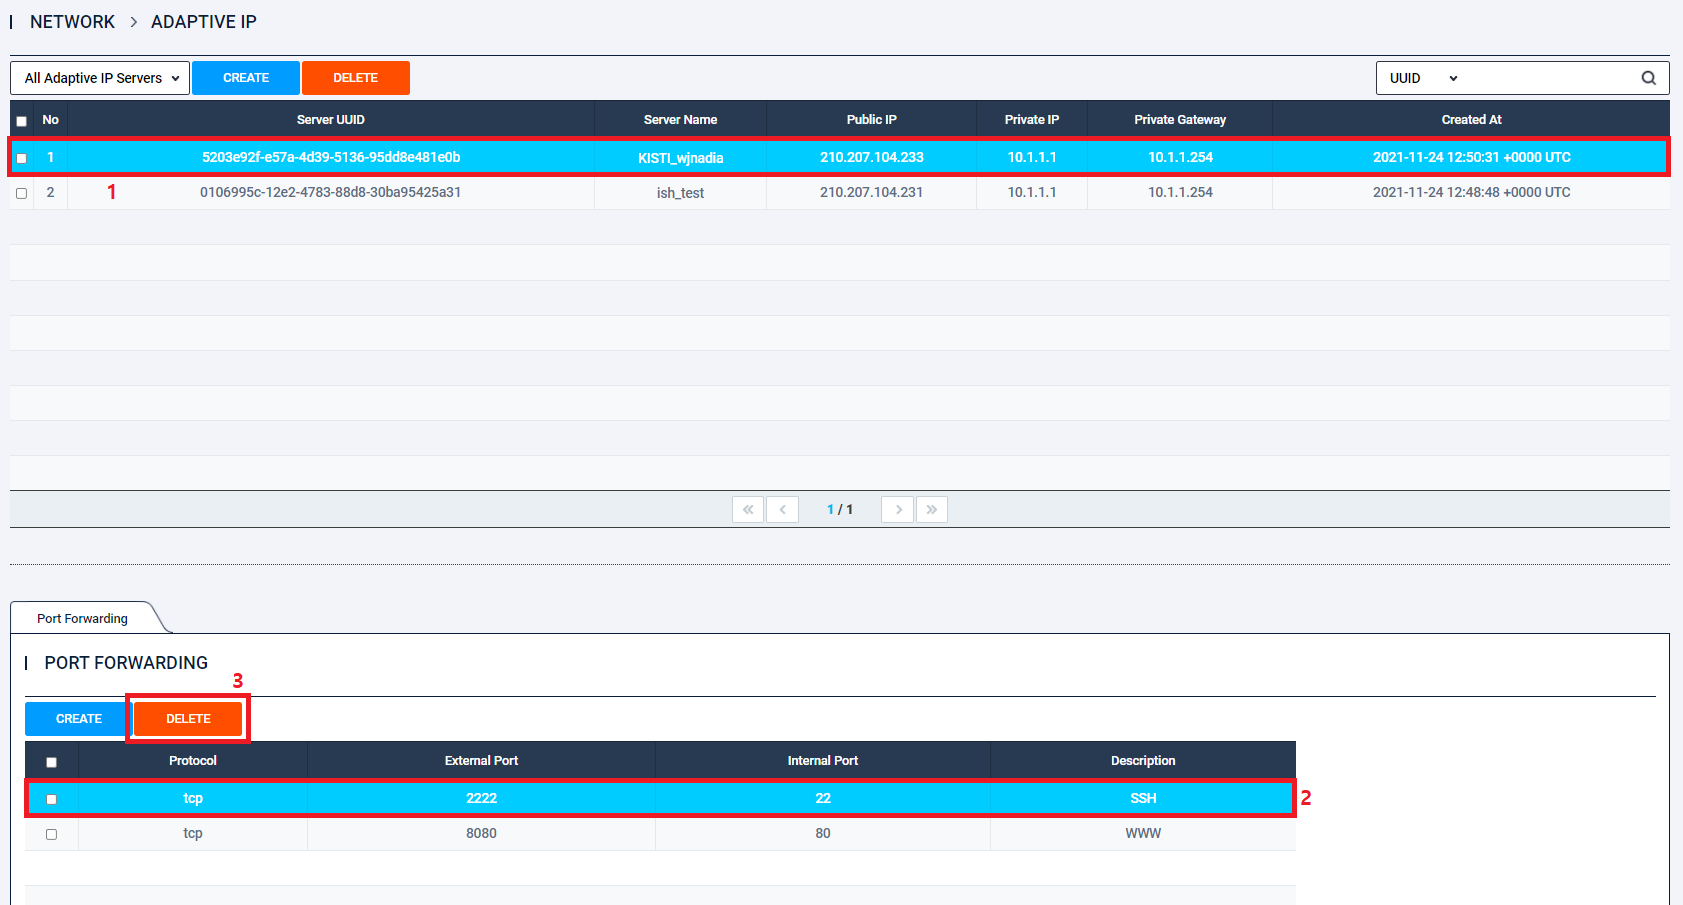 NETWORK > ADAPTIVE IP
All Adaptive IP Servers CREATE DELETE UUID
No Server UUID Server Name Public IP Private IP Private Gateway Created At
1 5203e92f-e57a-4d39-5136-95dd8e481e0b KISTI_wjnadia 210.207.104.233 10.1.1.1 10.1.1.254 2021-11-24 12:50:31 +0000 UTC
2 1 0106995c-12e2-4783-88d8-30ba95425a31 ish_test 210.207.104.231 10.1.1.1 10.1.1.254 2021-11-24 12:48:48 +0000 UTC
« < 1 / 1 > »
Port Forwarding
PORT FORWARDING
3
CREATE DELETE
Protocol External Port Internal Port Description
tcp 2222 22 SSH 2
tcp 8080 80 WWW